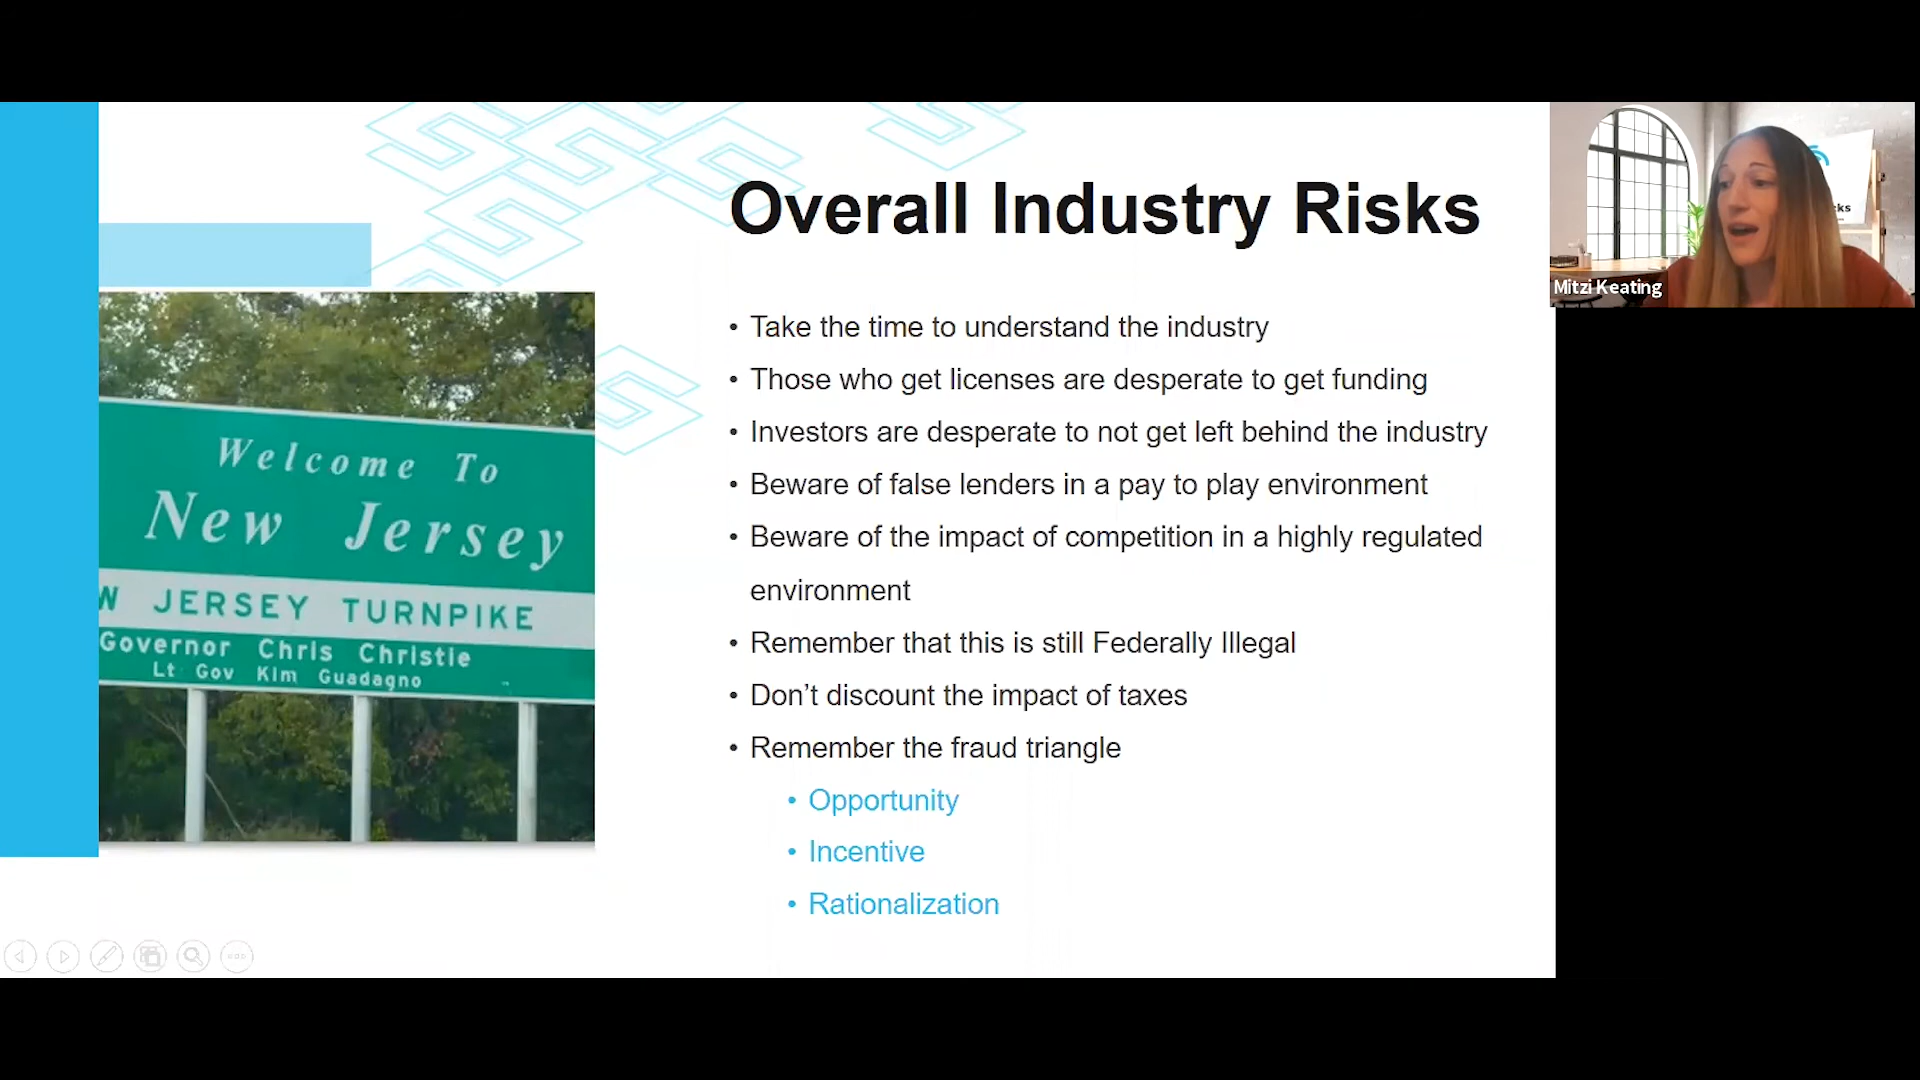 Overall Industry Risks
• Take the time to understand the industry
• Those who get licenses are desperate to get funding
• Investors are desperate to not get left behind the industry
• Beware of false lenders in a pay to play environment
• Beware of the impact of competition in a highly regulated
environment
• Remember that this is still Federally Illegal
• Don’t discount the impact of taxes
• Remember the fraud triangle
• Opportunity
• Incentive
• Rationalization
Welcome To
New Jersey
W JERSEY TURNPIKE
Governor Chris Christie
Lt Gov Kim Guadagno
Mitzi Keating